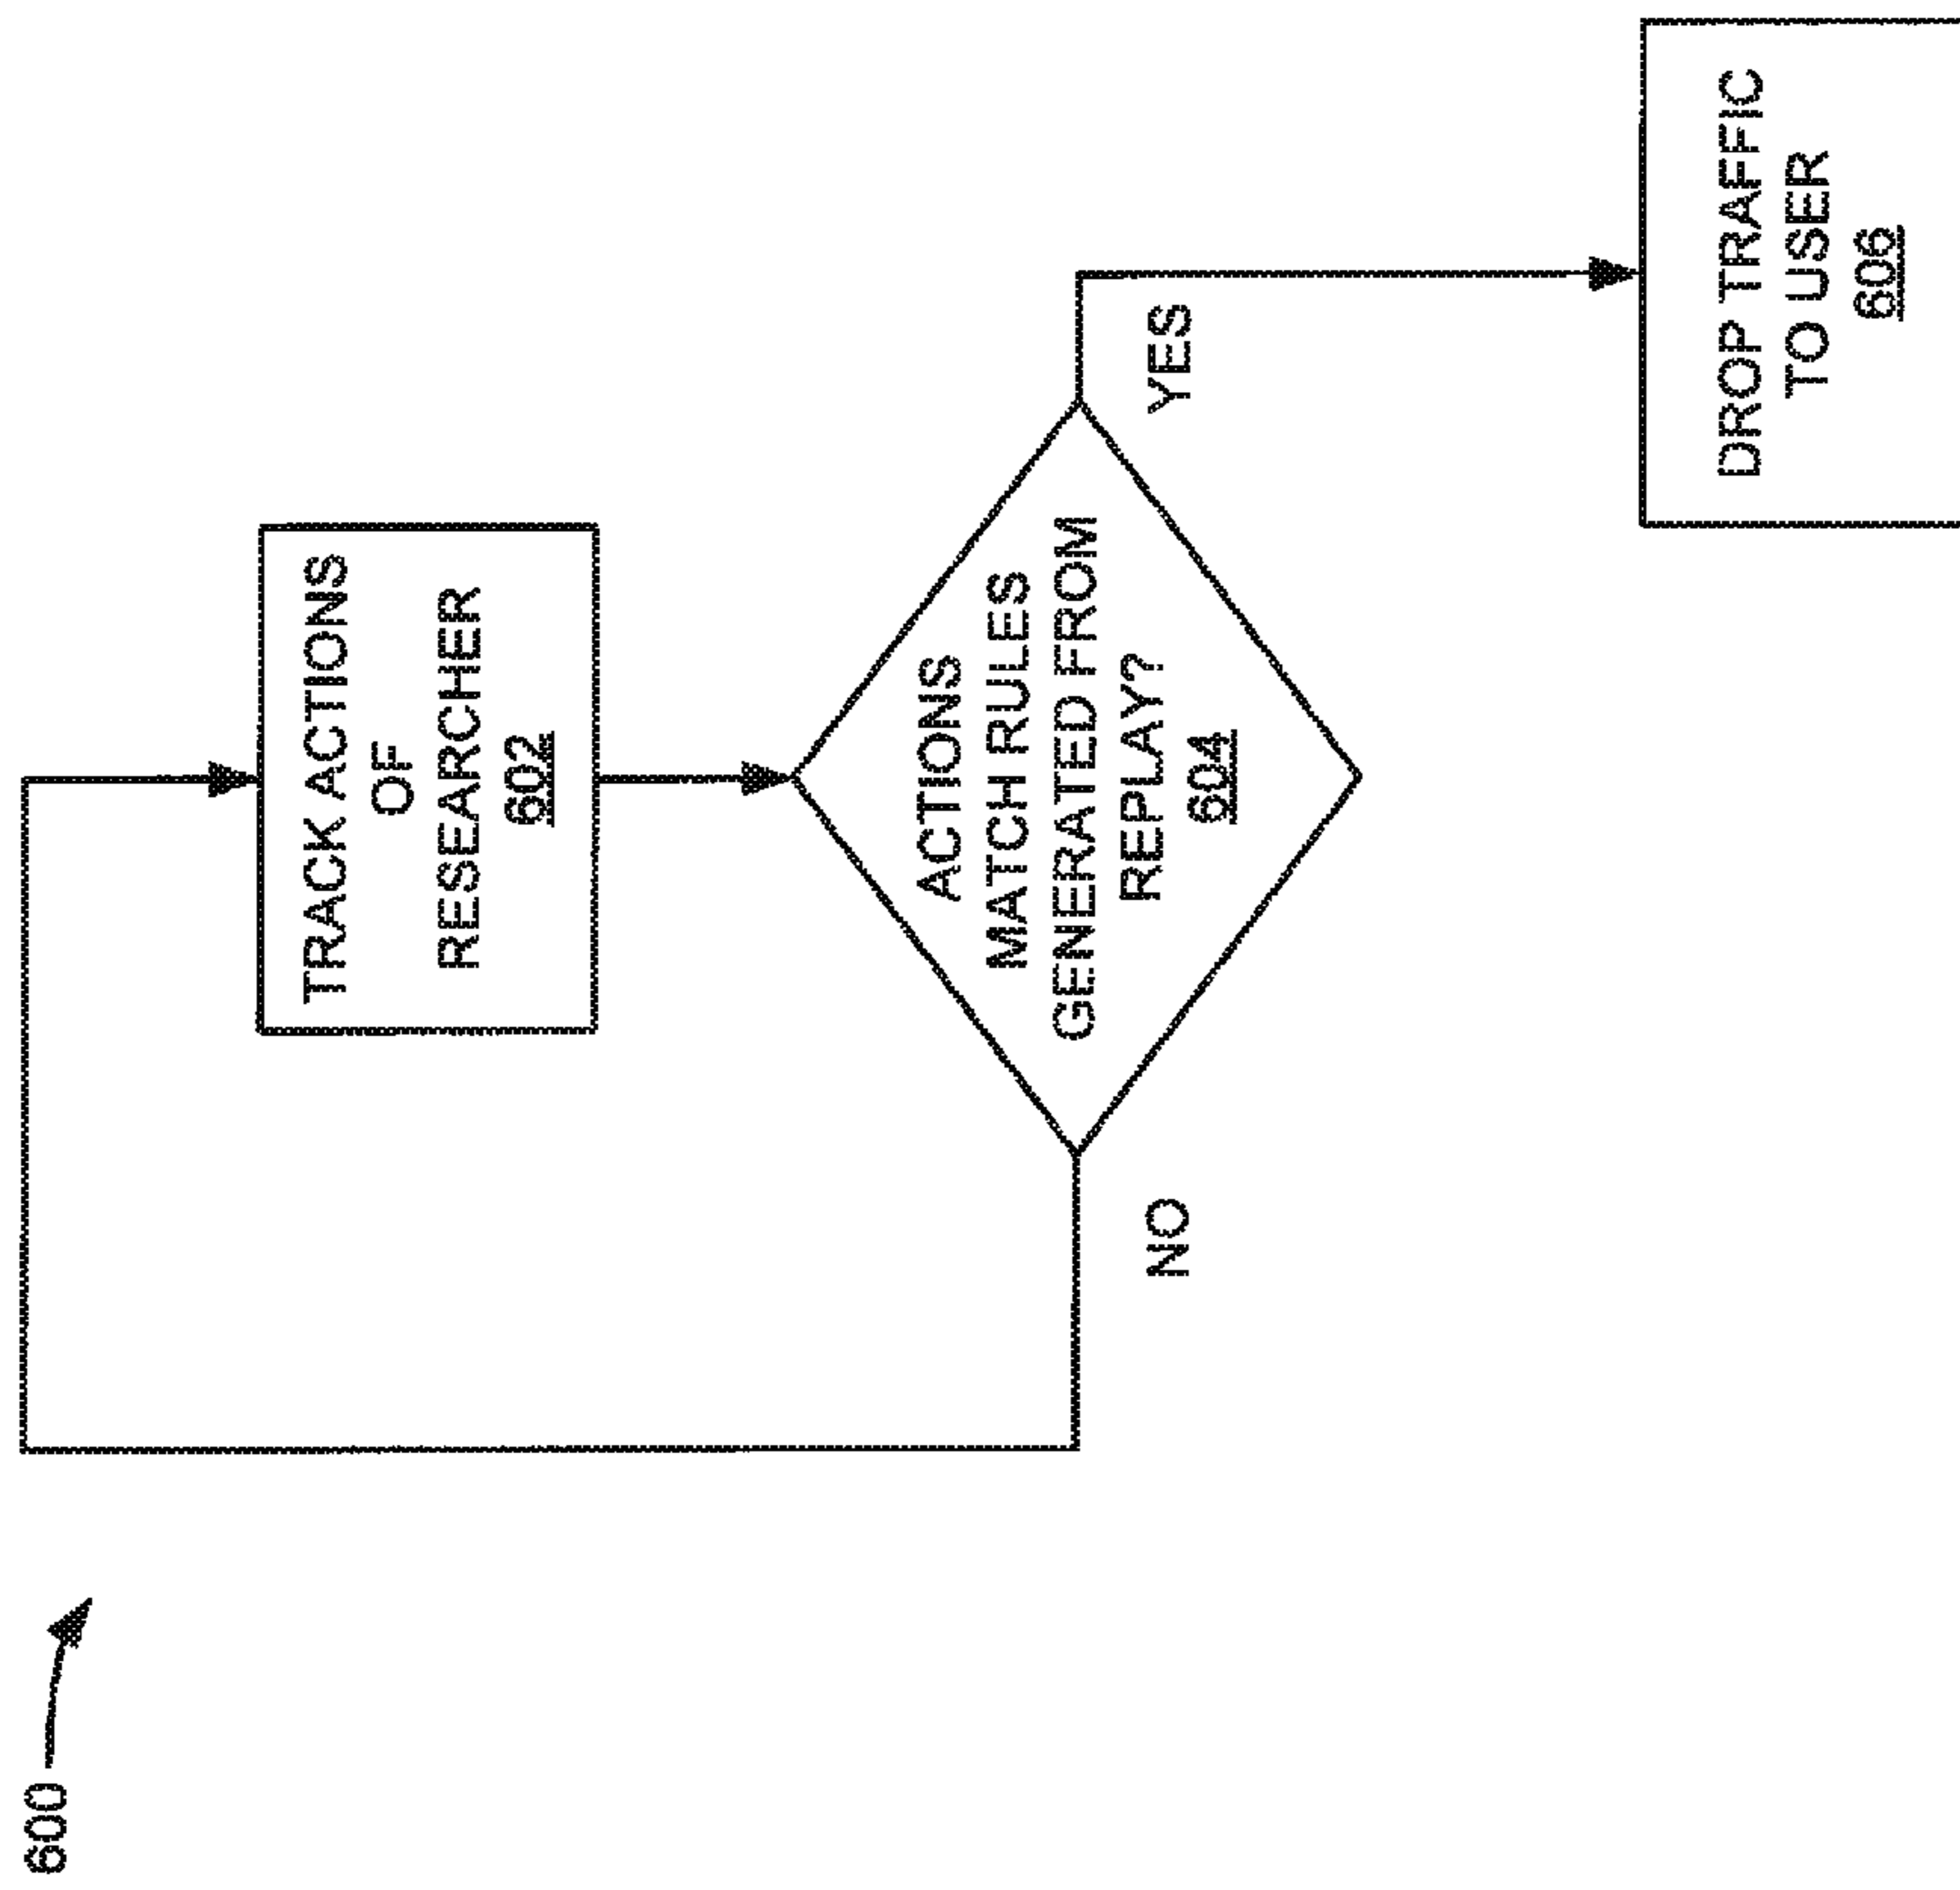 600
TRACK ACTIONS
OF
RESEARCHER
602
ACTIONS
MATCH RULES
GENERATED FROM
REPLAY?
604
NO
YES
DROP TRAFFIC
TO USER
606